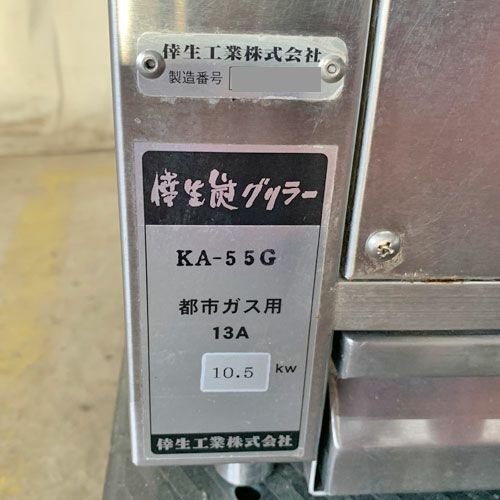 倖生工業株式会社
製造番号
倖生炭グリラー
KA-55G
都市ガス用
13A
10.5 kw
倖生工業株式会社